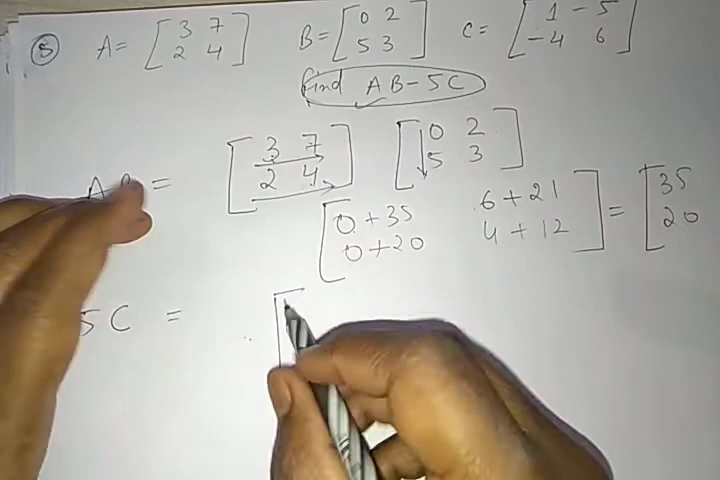 5 A = [ 3 7 B = [ 0 2 C = [ 1 - 5
2 4 ] 5 3 ] - 4 6 ]
find AB - 5C
AB = [ 3 7 [ 0 2
2 4 ] 5 3 ]
[ 0 + 35 6 + 21 = [ 35
0 + 20 4 + 12 ] 20
5C = [